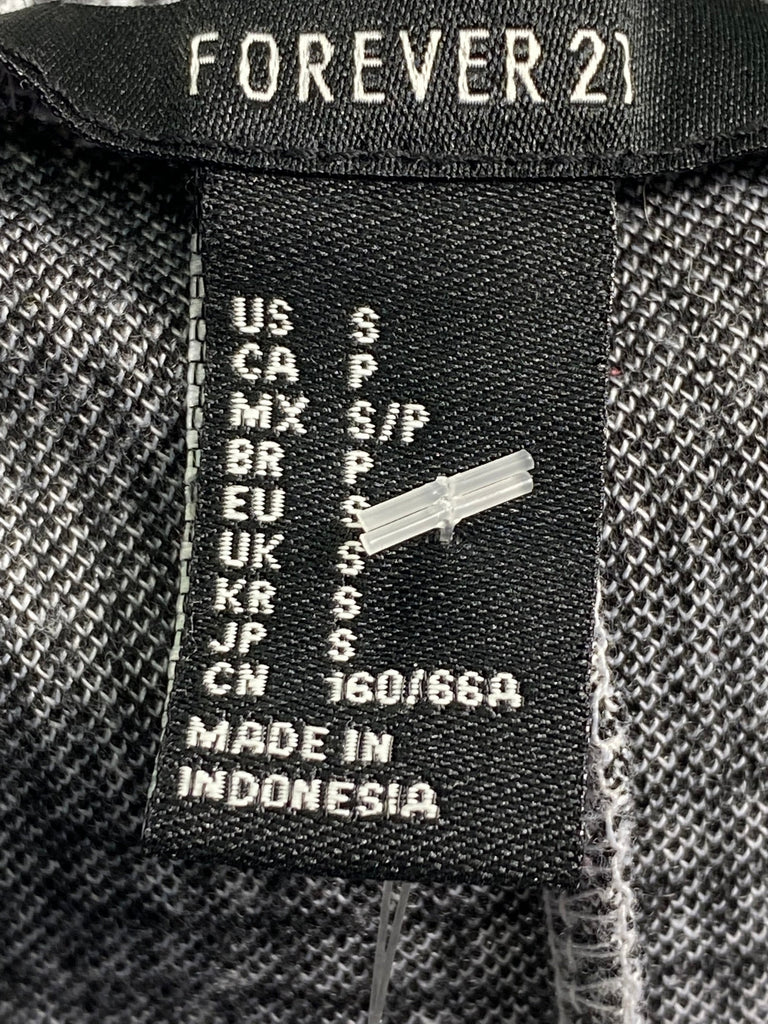 FOREVER 21
US S
CA P
MX S/P
BR P
EU S
UK S
KR S
JP S
CN 160/66A
MADE IN
INDONESIA